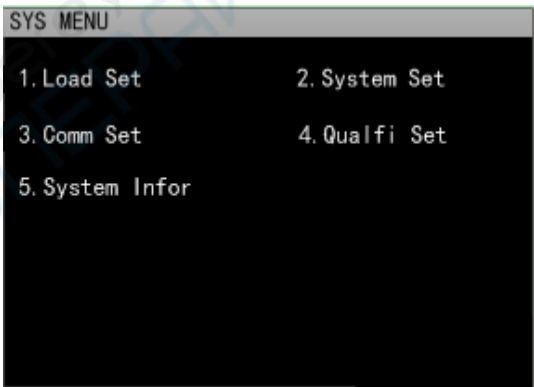 SYS MENU
1.Load Set 2.System Set
3.Comm Set 4.Qualfi Set
5.System Infor